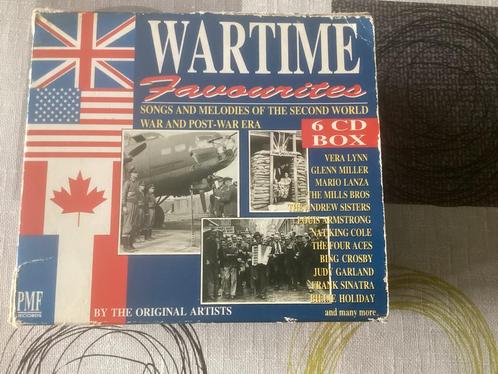 WARTIME
Favourites
SONGS AND MELODIES OF THE SECOND WORLD
WAR AND POST-WAR ERA
6 CD
BOX
VERA LYNN
GLENN MILLER
MARIO LANZA
THE MILLS BROS
THE ANDREW SISTERS
LOUIS ARMSTRONG
NAT KING COLE
THE FOUR ACES
BING CROSBY
JUDY GARLAND
FRANK SINATRA
BILLIE HOLIDAY
and many more
BY THE ORIGINAL ARTISTS
PMF
RECORDS